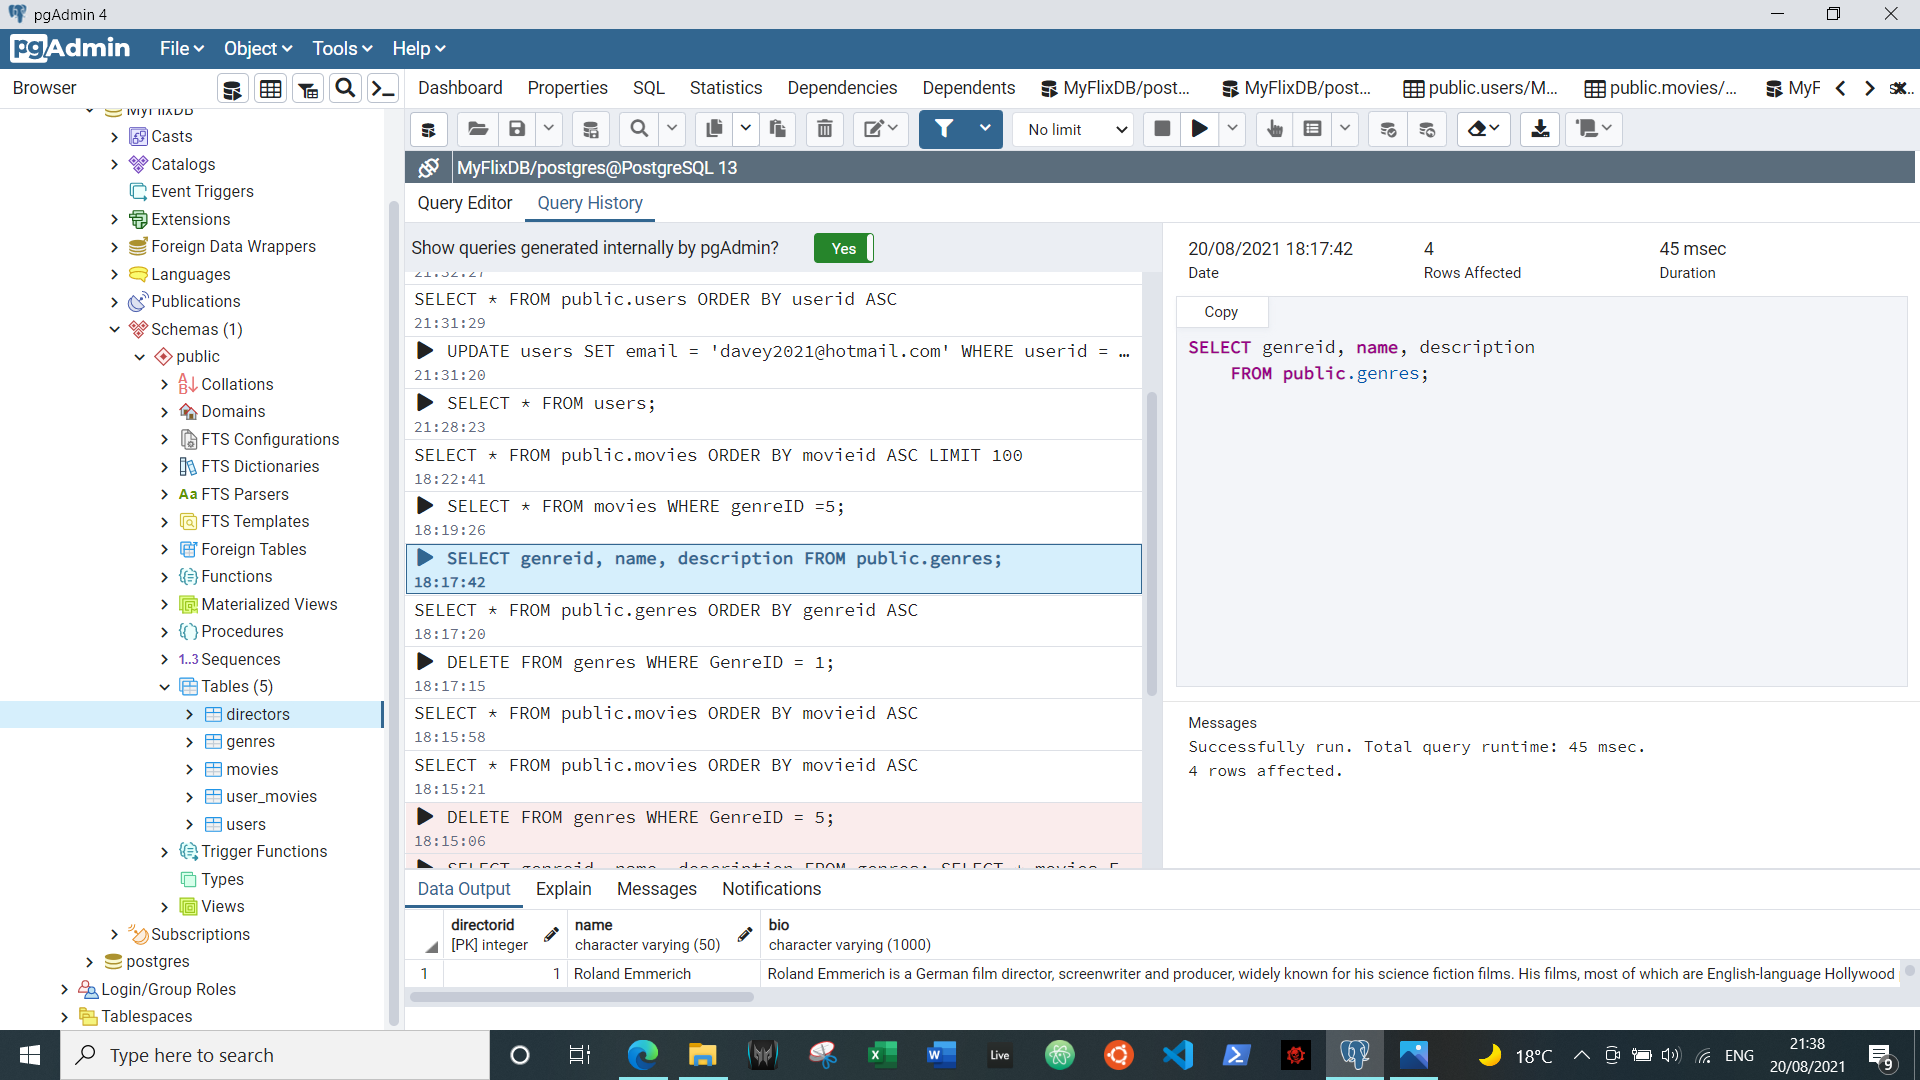 pgAdmin 4
pgAdmin File Object Tools Help
Browser
Dashboard Properties SQL Statistics Dependencies Dependents MyFlixDB/post... MyFlixDB/post... public.users/M... public.movies/... MyF
No limit
MyFlixDB/postgres@PostgreSQL 13
Query Editor Query History
Show queries generated internally by pgAdmin? Yes
MyFlixDB
Casts
Catalogs
Event Triggers
Extensions
Foreign Data Wrappers
Languages
Publications
Schemas (1)
public
Collations
Domains
FTS Configurations
FTS Dictionaries
Aa FTS Parsers
FTS Templates
Foreign Tables
Functions
Materialized Views
Procedures
1..3 Sequences
Tables (5)
directors
genres
movies
user_movies
users
Trigger Functions
Types
Views
Subscriptions
postgres
Login/Group Roles
Tablespaces
21:32:27
SELECT * FROM public.users ORDER BY userid ASC
21:31:29
UPDATE users SET email = 'davey2021@hotmail.com' WHERE userid = …
21:31:20
SELECT * FROM users;
21:28:23
SELECT * FROM public.movies ORDER BY movieid ASC LIMIT 100
18:22:41
SELECT * FROM movies WHERE genreID =5;
18:19:26
SELECT genreid, name, description FROM public.genres;
18:17:42
SELECT * FROM public.genres ORDER BY genreid ASC
18:17:20
DELETE FROM genres WHERE GenreID = 1;
18:17:15
SELECT * FROM public.movies ORDER BY movieid ASC
18:15:58
SELECT * FROM public.movies ORDER BY movieid ASC
18:15:21
DELETE FROM genres WHERE GenreID = 5;
18:15:06
SELECT genreid, name, description FROM genres; SELECT * movies F
20/08/2021 18:17:42 4 45 msec
Date Rows Affected Duration
Copy
SELECT genreid, name, description
FROM public.genres;
Messages
Successfully run. Total query runtime: 45 msec.
4 rows affected.
Data Output Explain Messages Notifications
directorid name bio
[PK] integer character varying (50) character varying (1000)
1 1 Roland Emmerich Roland Emmerich is a German film director, screenwriter and producer, widely known for his science fiction films. His films, most of which are English-language Hollywood
Type here to search
Live
18°C ENG 21:38
20/08/2021
9